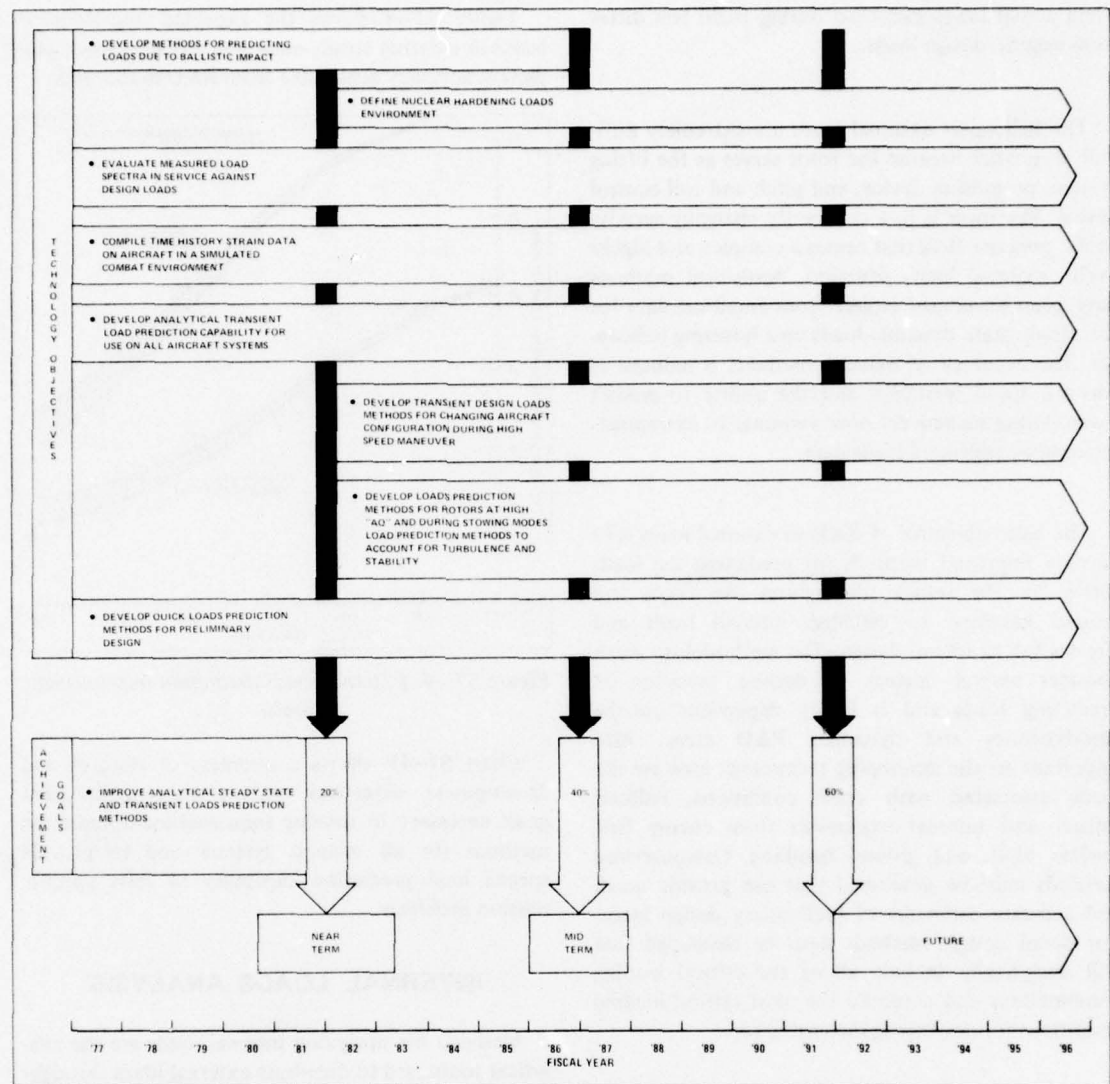 • DEVELOP METHODS FOR PREDICTING
LOADS DUE TO BALLISTIC IMPACT
• DEFINE NUCLEAR HARDENING LOADS
ENVIRONMENT
• EVALUATE MEASURED LOAD
SPECTRA IN SERVICE AGAINST
DESIGN LOADS
TECHNOLOGY OBJECTIVES
• COMPILE TIME HISTORY STRAIN DATA
ON AIRCRAFT IN A SIMULATED
COMBAT ENVIRONMENT
• DEVELOP ANALYTICAL TRANSIENT
LOAD PREDICTION CAPABILITY FOR
USE ON ALL AIRCRAFT SYSTEMS
• DEVELOP TRANSIENT DESIGN LOADS
METHODS FOR CHANGING AIRCRAFT
CONFIGURATION DURING HIGH
SPEED MANEUVER
• DEVELOP LOADS PREDICTION
METHODS FOR ROTORS AT HIGH
"AO" AND DURING STOWING MODES
LOAD PREDICTION METHODS TO
ACCOUNT FOR TURBULENCE AND
STABILITY
• DEVELOP QUICK LOADS PREDICTION
METHODS FOR PRELIMINARY
DESIGN
ACHIEVEMENT
GOALS
• IMPROVE ANALYTICAL STEADY STATE
AND TRANSIENT LOADS PREDICTION
METHODS
20%
40%
60%
NEAR
TERM
MID
TERM
FUTURE
'77 '78 '79 '80 '81 '82 '83 '84 '85 '86 '87 '88 '89 '90 '91 '92 '93 '94 '95 '96
FISCAL YEAR
INTERNAL LOADS ANALYSIS